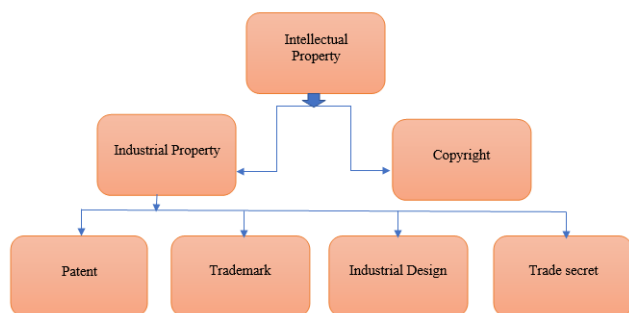 Intellectual
Property
Industrial Property
Copyright
Patent
Trademark
Industrial Design
Trade secret